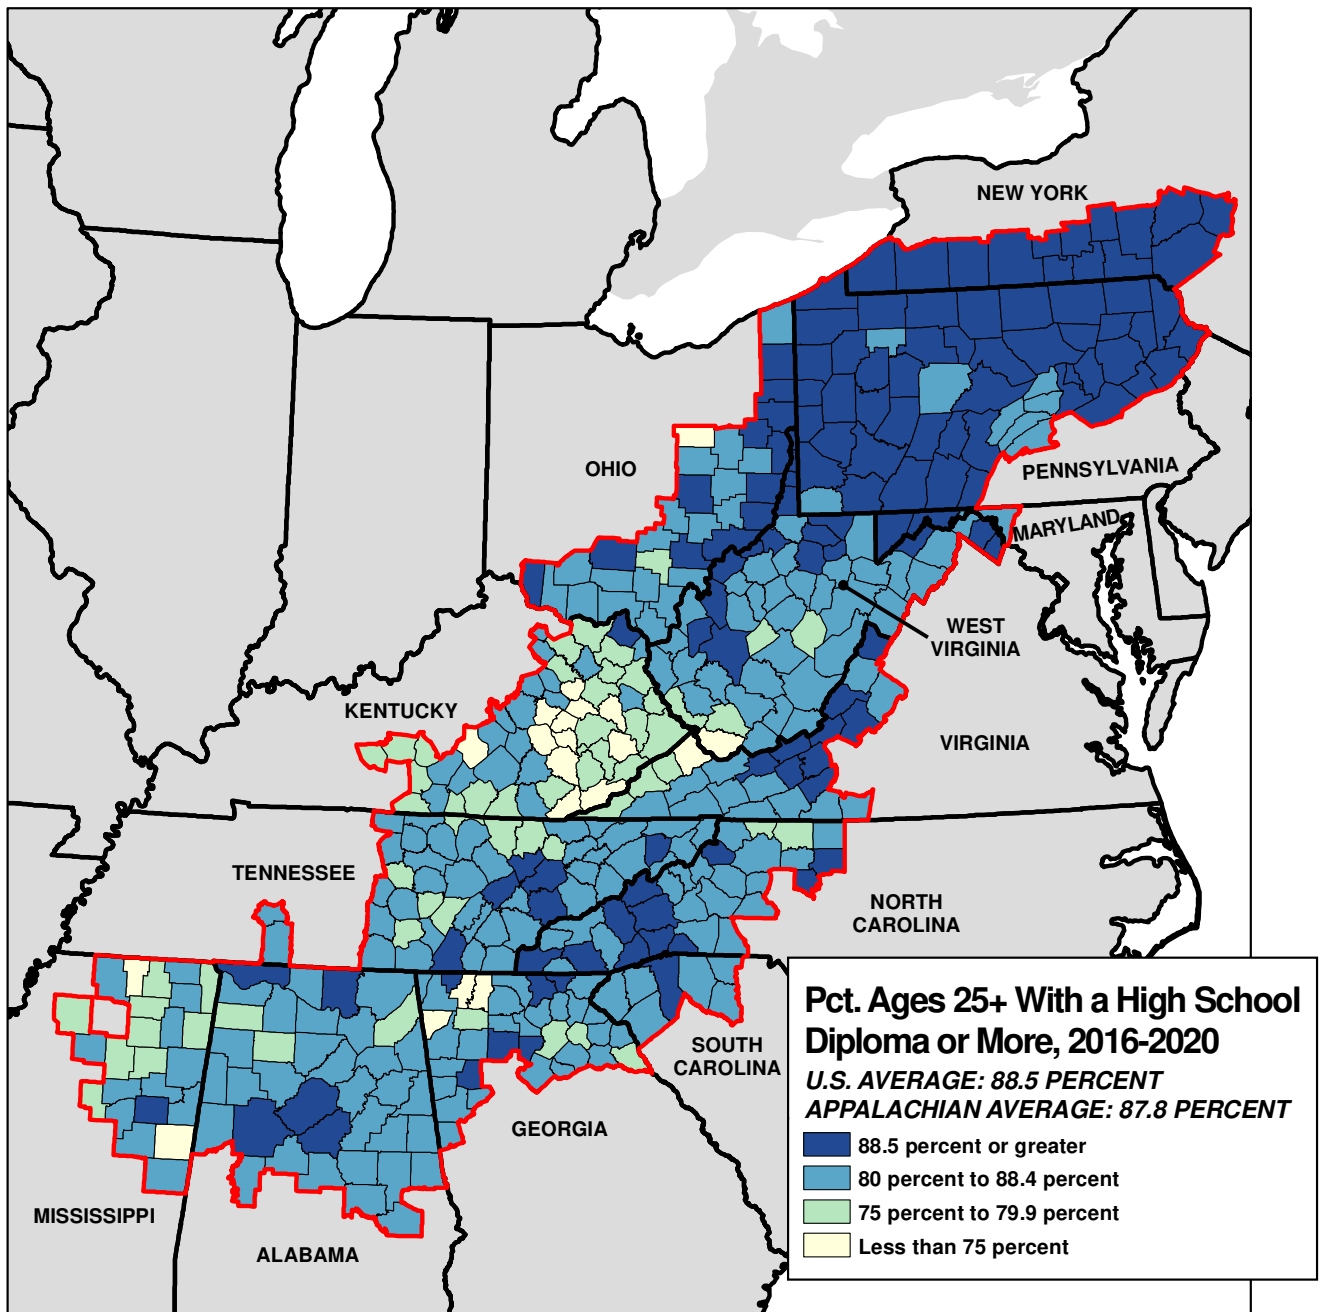 NEW YORK
OHIO
PENNSYLVANIA
MARYLAND
WEST
VIRGINIA
KENTUCKY
VIRGINIA
TENNESSEE
NORTH
CAROLINA
SOUTH
CAROLINA
GEORGIA
MISSISSIPPI
ALABAMA
Pct. Ages 25+ With a High School
Diploma or More, 2016-2020
U.S. AVERAGE: 88.5 PERCENT
APPALACHIAN AVERAGE: 87.8 PERCENT
88.5 percent or greater
80 percent to 88.4 percent
75 percent to 79.9 percent
Less than 75 percent